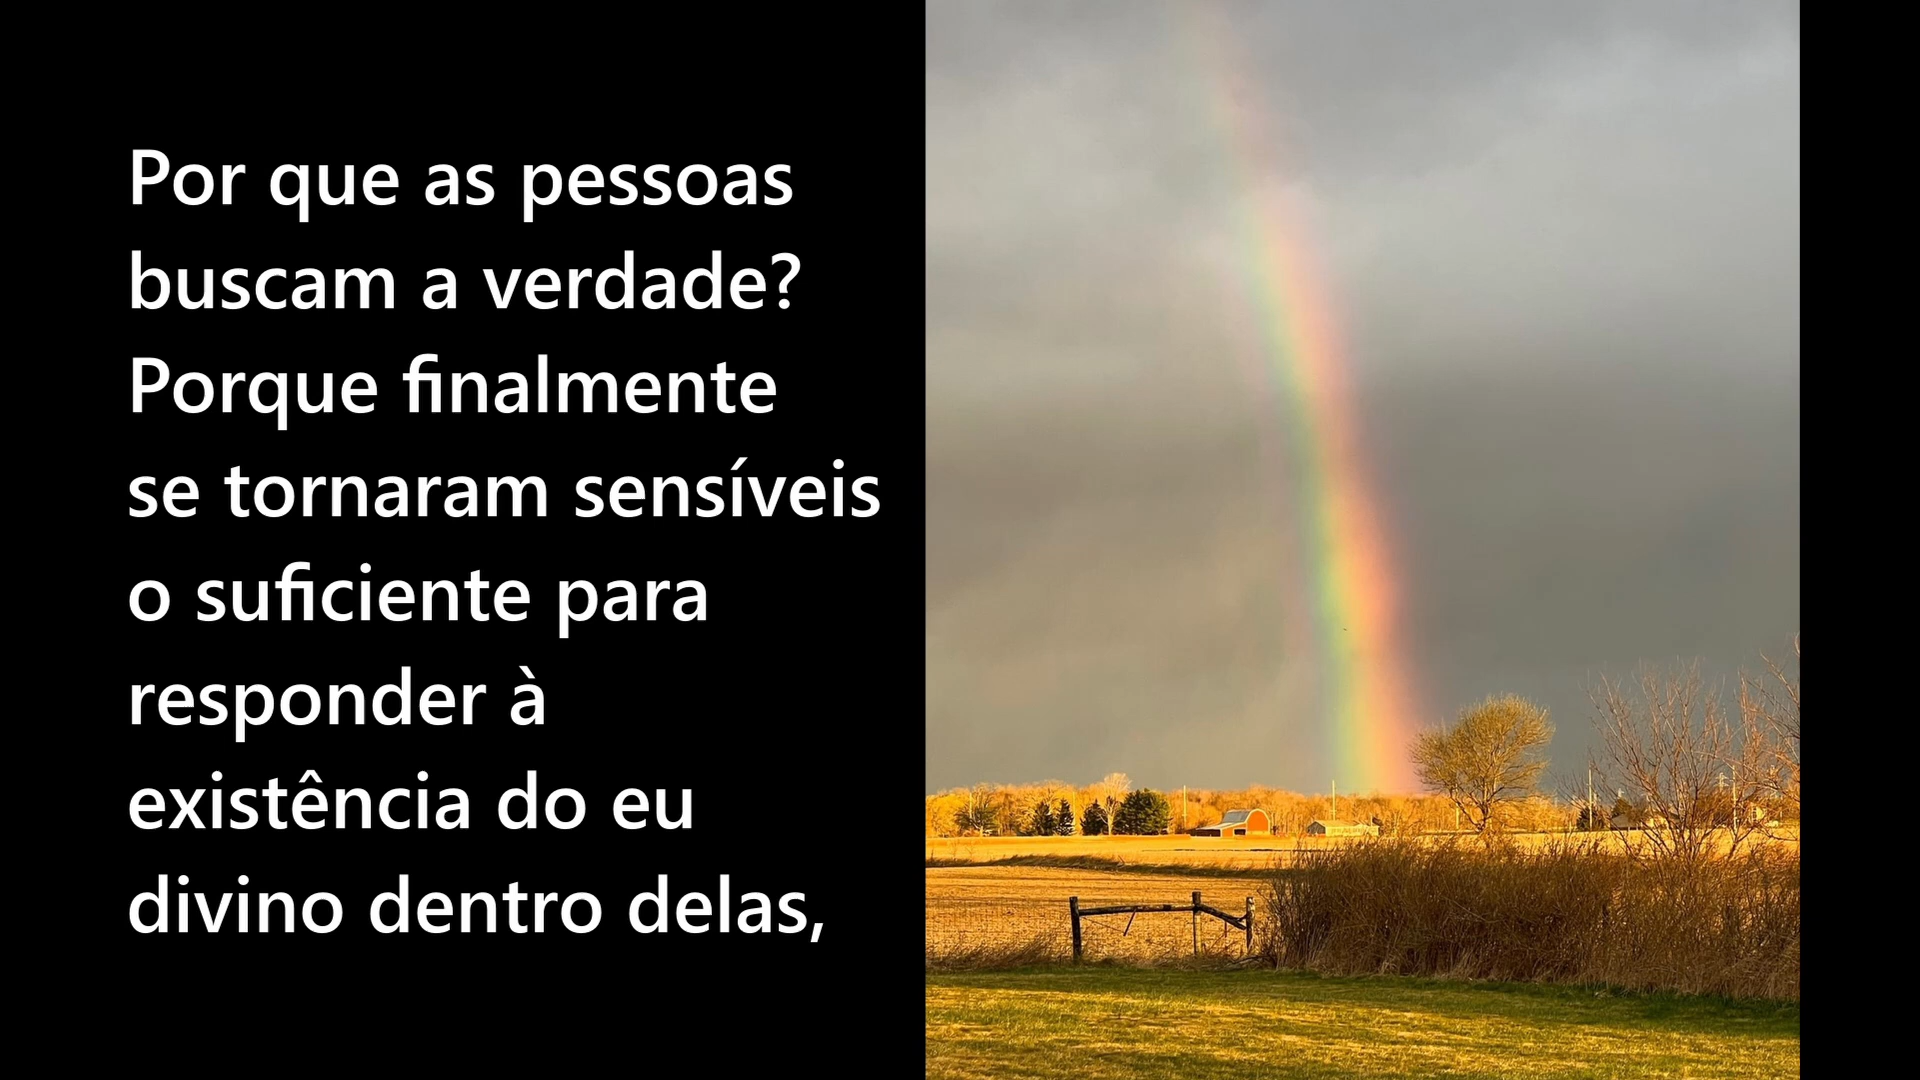 Por que as pessoas
buscam a verdade?
Porque finalmente
se tornaram sensíveis
o suficiente para
responder à
existência do eu
divino dentro delas,